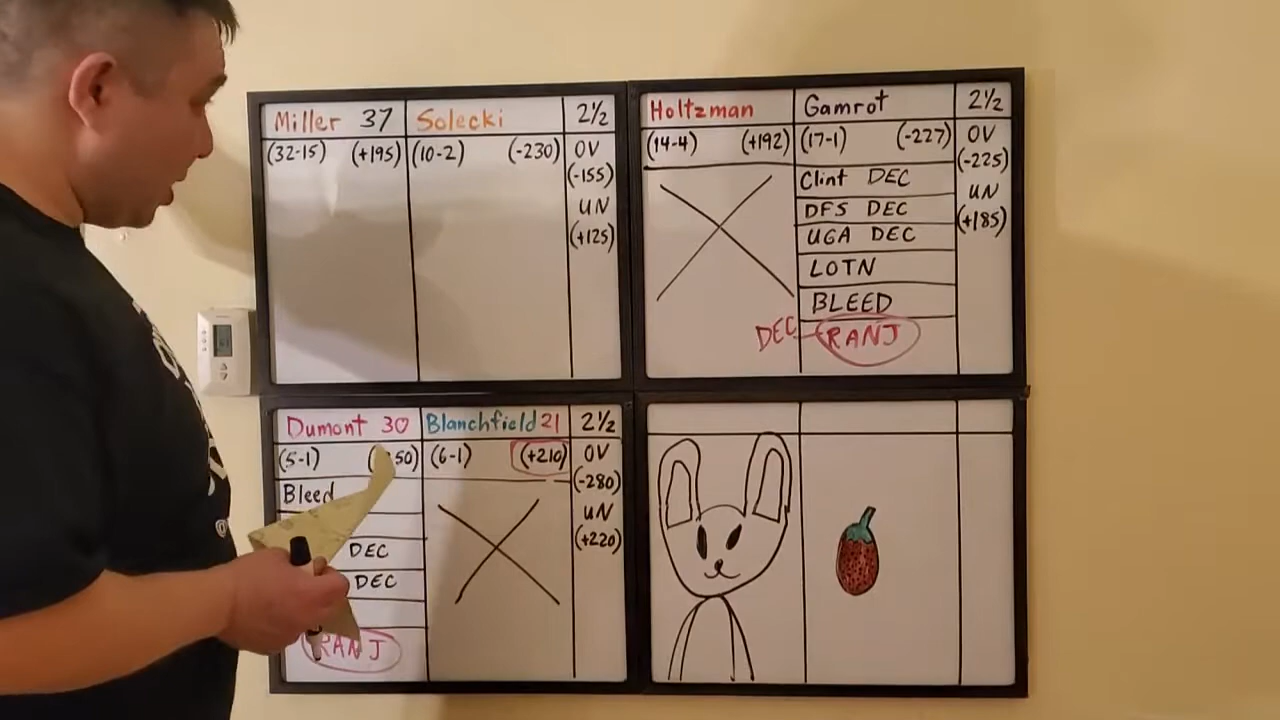 Miller 37 Solecki 2½
(32-15) (+195) (10-2) (-230) OV
(-155)
UN
(+125)
Holtzman Gamrot 2½
(14-4) (+192) (17-1) (-227) OV
(-225)
Clint DEC
UN
DFS DEC
(+185)
UGA DEC
LOTN
BLEED
DEC RANJ
Dumont 30 Blanchfield 21 2½
(5-1) 50) (6-1) (+210) OV
(-280)
Bleed
UN
(+220)
DEC
DEC
RANJ